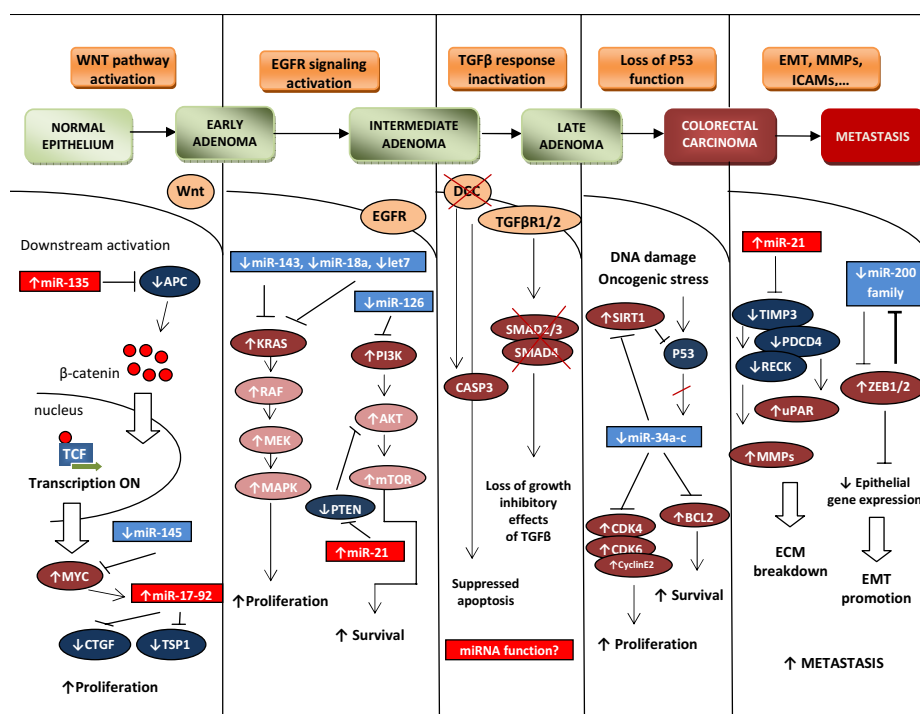 WNT pathway
activation
EGFR signaling
activation
TGFβ response
inactivation
Loss of P53
function
EMT, MMPs,
ICAMs,...
NORMAL
EPITHELIUM
EARLY
ADENOMA
INTERMEDIATE
ADENOMA
LATE
ADENOMA
COLORECTAL
CARCINOMA
METASTASIS
Wnt
Downstream activation
↑miR-135
↓APC
β-catenin
nucleus
TCF
Transcription ON
↓miR-145
↑MYC
↑miR-17-92
↓CTGF
↓TSP1
↑Proliferation
EGFR
↓miR-143, ↓miR-18a, ↓let7
↓miR-126
↑KRAS
↑PI3K
↑RAF
↑AKT
↑MEK
↑mTOR
↑MAPK
↓PTEN
↑miR-21
↑Proliferation
↑ Survival
DCC
TGFβR1/2
SMAD2/3
SMAD4
CASP3
Loss of growth
inhibitory
effects
of TGFβ
Suppressed
apoptosis
miRNA function?
DNA damage
Oncogenic stress
↑SIRT1
P53
↓miR-34a-c
↑CDK4
↑CDK6
↑CyclinE2
↑BCL2
↑ Survival
↑ Proliferation
↑miR-21
↓miR-200
family
↓TIMP3
↓PDCD4
↓RECK
↑ZEB1/2
↑uPAR
↑MMPs
↓ Epithelial
gene expression
ECM
breakdown
EMT
promotion
↑ METASTASIS